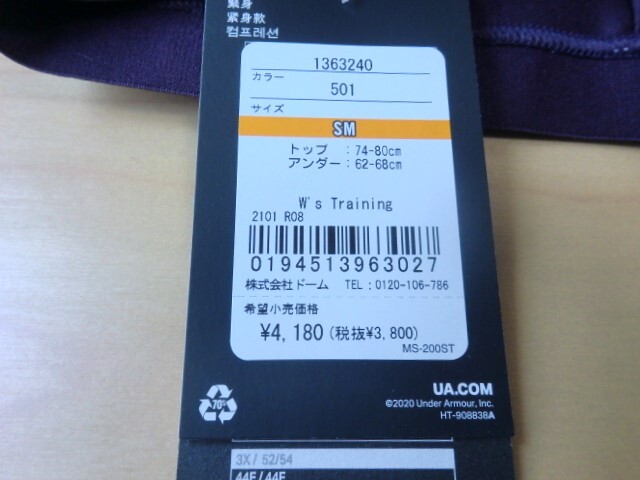 緊身
紧身款
컴프레션
1363240
カラー
501
サイズ
SM
トップ :74-80cm
アンダー:62-68cm
W's Training
2101 R08
0194513963027
株式会社ドーム TEL:0120-106-786
希望小売価格
¥4,180(税抜¥3,800)
MS-200ST
70%
UA.COM
©2020 Under Armour, Inc.
HT-908838A
3X / 52/54
44F / 44F